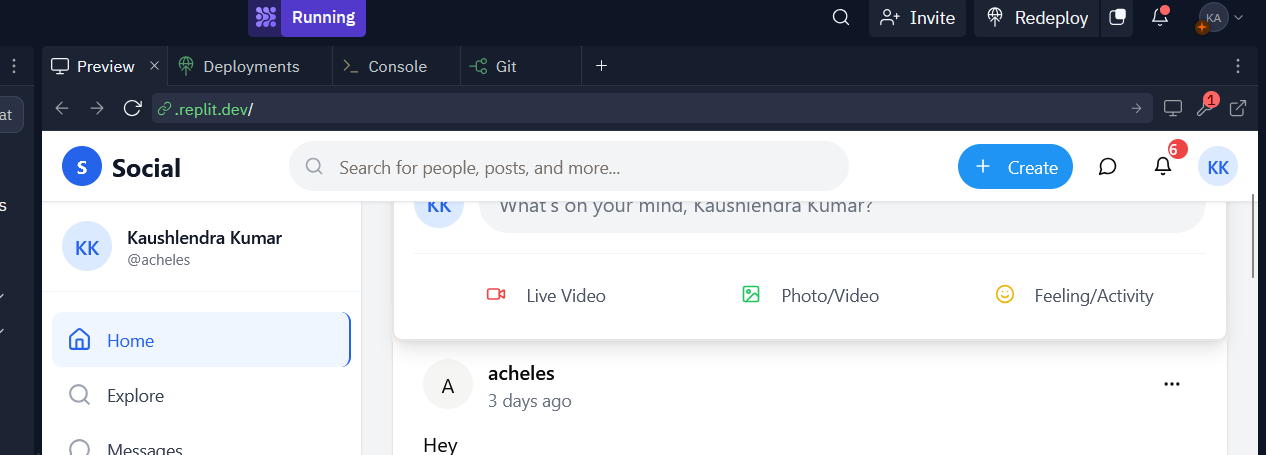 Running
Invite
Redeploy
KA
Preview
Deployments
Console
Git
at
.replit.dev/
1
S
Social
Search for people, posts, and more...
Create
6
KK
s
KK
Kaushlendra Kumar
@acheles
KK
What's on your mind, Kaushlendra Kumar?
Live Video
Photo/Video
Feeling/Activity
Home
A
acheles
3 days ago
Explore
Hey
Messages